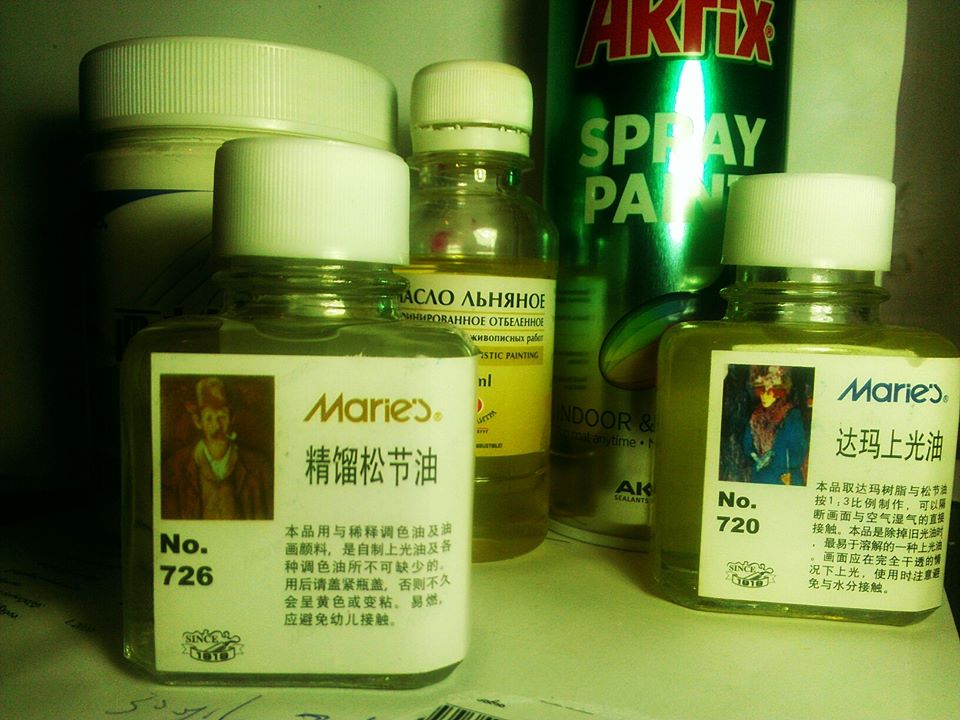 Marie's®
精馏松节油
No.
726
本品用与稀释调色油及油
画颜料，是自制上光油及各
种调色油所不可缺少的。
用后请盖紧瓶盖，否则不久
会呈黄色或变粘。易燃，
应避免幼儿接触。
SINCE
1919
МАСЛО ЛЬНЯНОЕ
ОТБЕЛЕННОЕ
живописных работ
PAINTING
ml
ARFIX®
SPRAY
PAINT
INDOOR &
coat anytime •
SEALANTS
Marie's®
达玛上光油
No.
720
本品取达玛树脂与松节油
按1:3比例制作，可以隔
断画面与空气湿气的直接
接触。本品是除掉旧光油时
，最易于溶解的一种上光油
。画面应在完全干透的情
况下上光，使用时注意避
免与水分接触。
SINCE
1919